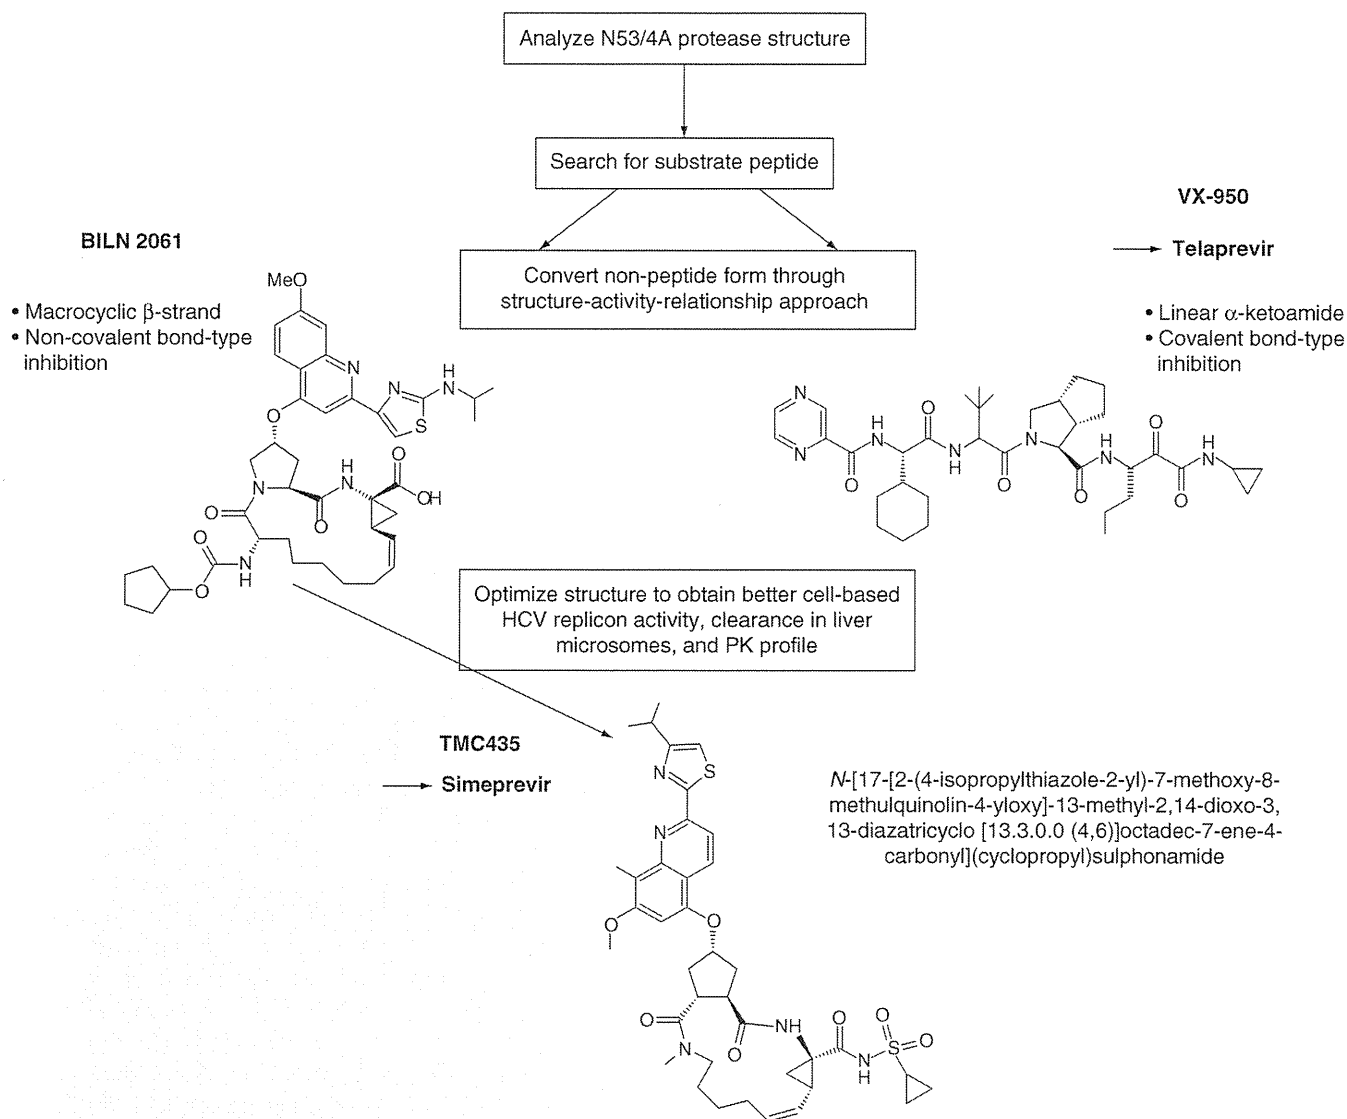 Analyze N53/4A protease structure
Search for substrate peptide
VX-950
BILN 2061
Telaprevir
Convert non-peptide form through
structure-activity-relationship approach
MeO
• Macrocyclic β-strand
• Non-covalent bond-type
inhibition
• Linear α-ketoamide
• Covalent bond-type
inhibition
N
N
H
N
S
O
N
H
N
O
OH
O
O
O
O
N
H
N
N
O
H
N
O
N
H
O
N
O
H
N
O
O
H
N
O
Optimize structure to obtain better cell-based
HCV replicon activity, clearance in liver
microsomes, and PK profile
TMC435
Simeprevir
N-[17-[2-(4-isopropylthiazole-2-yl)-7-methoxy-8-
methulquinolin-4-yloxy]-13-methyl-2,14-dioxo-3,
13-diazatricyclo [13.3.0.0 (4,6)]octadec-7-ene-4-
carbonyl](cyclopropyl)sulphonamide
N
S
N
O
O
O
N
O
NH
O
N
H
O
S
O